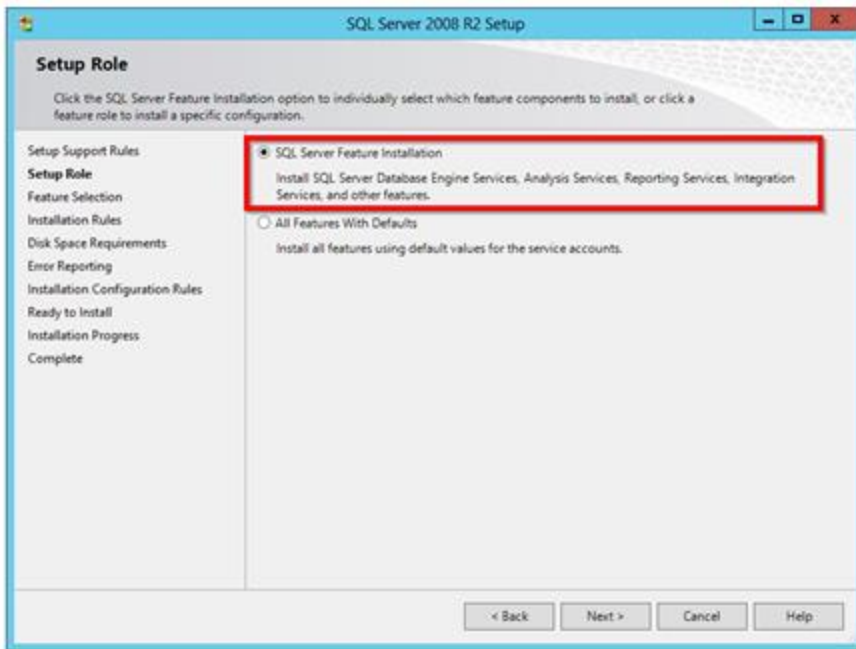 SQL Server 2008 R2 Setup
Setup Role
Click the SQL Server Feature Installation option to individually select which feature components to install, or click a
feature role to install a specific configuration.
Setup Support Rules
Setup Role
Feature Selection
Installation Rules
Disk Space Requirements
Error Reporting
Installation Configuration Rules
Ready to Install
Installation Progress
Complete
SQL Server Feature Installation
Install SQL Server Database Engine Services, Analysis Services, Reporting Services, Integration
Services, and other features.
All Features With Defaults
Install all features using default values for the service accounts.
< Back
Next >
Cancel
Help